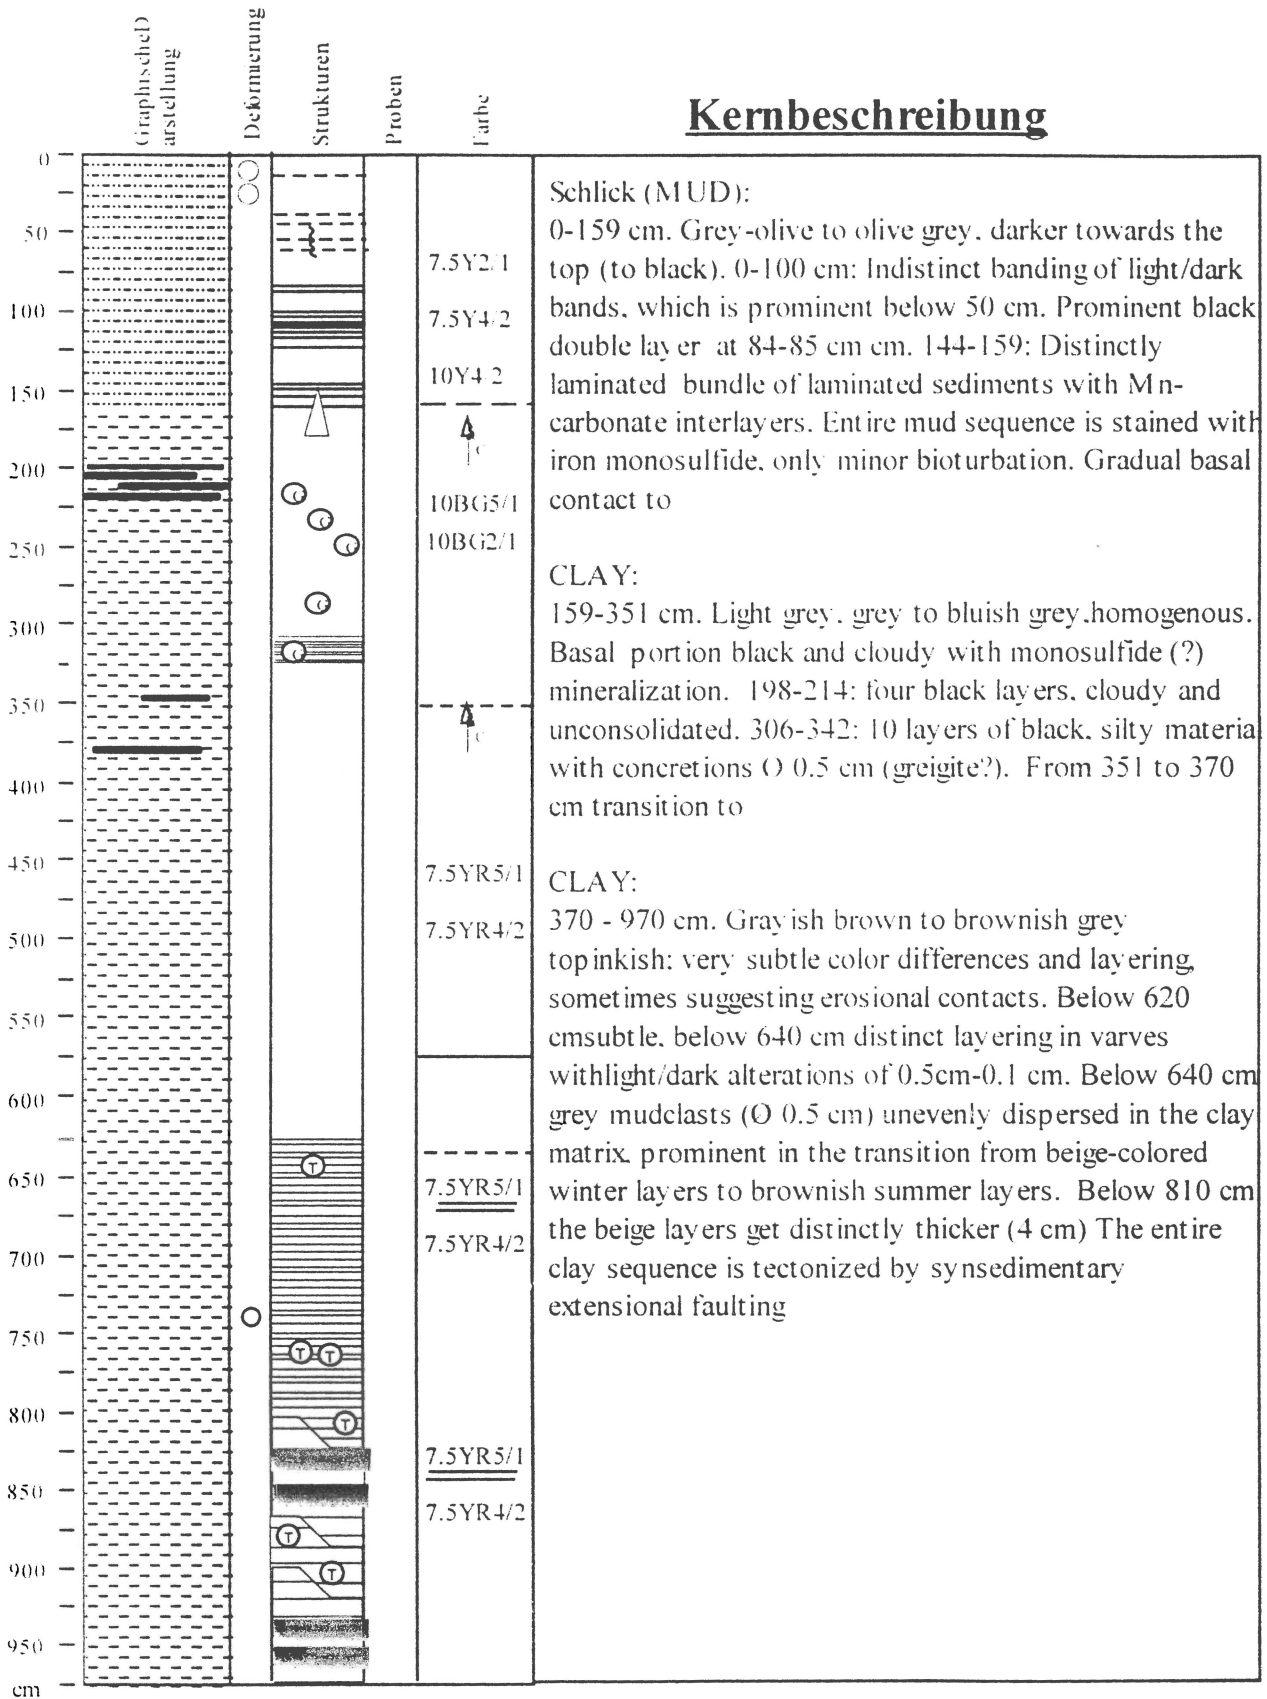 GraphischeD
arstellung
Deformierung
Strukturen
Proben
Farbe
Kernbeschreibung
0
50
100
150
200
250
300
350
400
450
500
550
600
650
700
750
800
850
900
950
cm
7.5Y2/1
7.5Y4/2
10Y4/2
C
10BG5/1
10BG2/1
C
7.5YR5/1
7.5YR4/2
7.5YR5/1
7.5YR4/2
7.5YR5/1
7.5YR4/2
T
T T
T
T
T
Schlick (MUD):
0-159 cm. Grey-olive to olive grey, darker towards the
top (to black). 0-100 cm: Indistinct banding of light/dark
bands, which is prominent below 50 cm. Prominent black
double layer at 84-85 cm cm. 144-159: Distinctly
laminated bundle of laminated sediments with Mn-
carbonate interlayers. Entire mud sequence is stained with
iron monosulfide, only minor bioturbation. Gradual basal
contact to
CLAY:
159-351 cm. Light grey, grey to bluish grey,homogenous.
Basal portion black and cloudy with monosulfide (?)
mineralization. 198-214: four black layers, cloudy and
unconsolidated. 306-342: 10 layers of black, silty materia
with concretions O 0.5 cm (greigite?). From 351 to 370
cm transition to
CLAY:
370 - 970 cm. Grayish brown to brownish grey
topinkish: very subtle color differences and layering,
sometimes suggesting erosional contacts. Below 620
cmsubtle, below 640 cm distinct layering in varves
withlight/dark alterations of 0.5cm-0.1 cm. Below 640 cm
grey mudclasts (O 0.5 cm) unevenly dispersed in the clay
matrix, prominent in the transition from beige-colored
winter layers to brownish summer layers. Below 810 cm
the beige layers get distinctly thicker (4 cm) The entire
clay sequence is tectonized by synsedimentary
extensional faulting